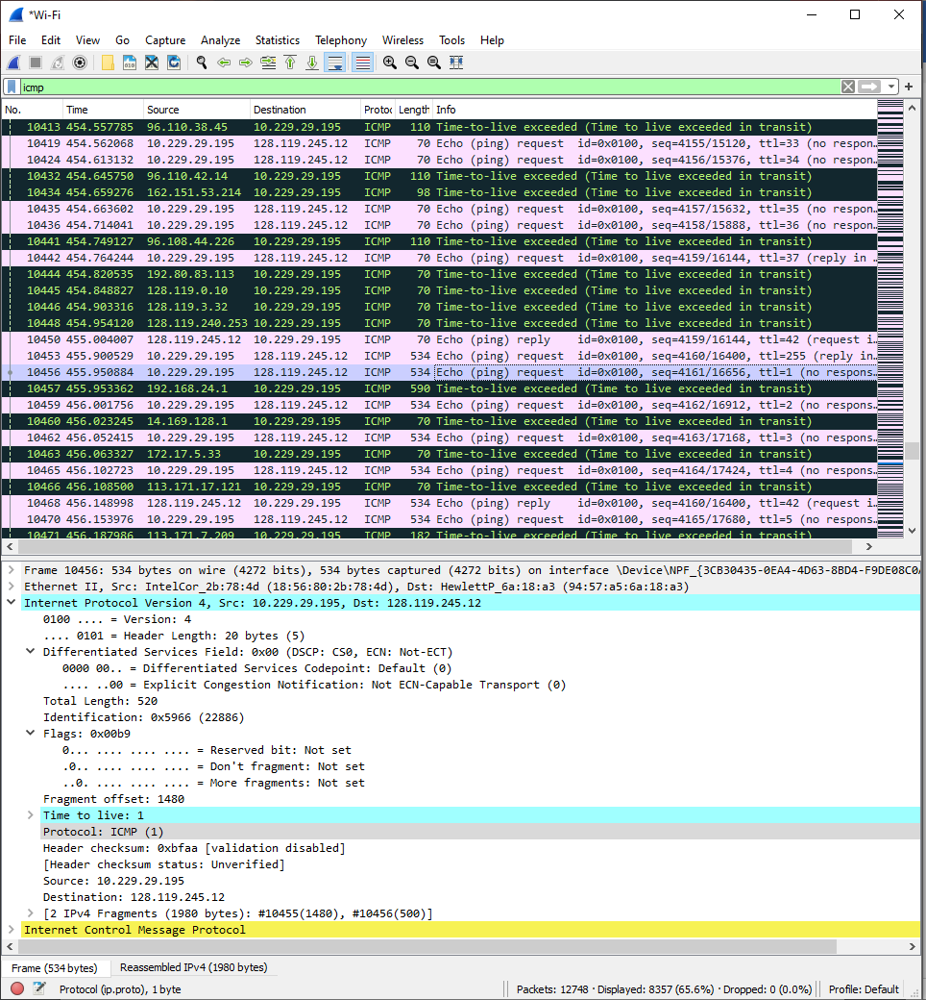 *Wi-Fi
File Edit View Go Capture Analyze Statistics Telephony Wireless Tools Help
icmp
No. Time Source Destination Protoc Length Info
10413 454.557785 96.110.38.45 10.229.29.195 ICMP 110 Time-to-live exceeded (Time to live exceeded in transit)
10419 454.562068 10.229.29.195 128.119.245.12 ICMP 70 Echo (ping) request id=0x0100, seq=4155/15120, ttl=33 (no respon…
10424 454.613132 10.229.29.195 128.119.245.12 ICMP 70 Echo (ping) request id=0x0100, seq=4156/15376, ttl=34 (no respon…
10432 454.645750 96.110.42.14 10.229.29.195 ICMP 110 Time-to-live exceeded (Time to live exceeded in transit)
10434 454.659276 162.151.53.214 10.229.29.195 ICMP 98 Time-to-live exceeded (Time to live exceeded in transit)
10435 454.663602 10.229.29.195 128.119.245.12 ICMP 70 Echo (ping) request id=0x0100, seq=4157/15632, ttl=35 (no respon…
10436 454.714041 10.229.29.195 128.119.245.12 ICMP 70 Echo (ping) request id=0x0100, seq=4158/15888, ttl=36 (no respon…
10441 454.749127 96.108.44.226 10.229.29.195 ICMP 110 Time-to-live exceeded (Time to live exceeded in transit)
10442 454.764244 10.229.29.195 128.119.245.12 ICMP 70 Echo (ping) request id=0x0100, seq=4159/16144, ttl=37 (reply in …
10444 454.820535 192.80.83.113 10.229.29.195 ICMP 70 Time-to-live exceeded (Time to live exceeded in transit)
10445 454.848827 128.119.0.10 10.229.29.195 ICMP 70 Time-to-live exceeded (Time to live exceeded in transit)
10446 454.903316 128.119.3.32 10.229.29.195 ICMP 70 Time-to-live exceeded (Time to live exceeded in transit)
10448 454.954120 128.119.240.253 10.229.29.195 ICMP 70 Time-to-live exceeded (Time to live exceeded in transit)
10450 455.004007 128.119.245.12 10.229.29.195 ICMP 70 Echo (ping) reply id=0x0100, seq=4159/16144, ttl=42 (request i…
10453 455.900529 10.229.29.195 128.119.245.12 ICMP 534 Echo (ping) request id=0x0100, seq=4160/16400, ttl=255 (reply in…
10456 455.950884 10.229.29.195 128.119.245.12 ICMP 534 Echo (ping) request id=0x0100, seq=4161/16656, ttl=1 (no respons…
10457 455.953362 192.168.24.1 10.229.29.195 ICMP 590 Time-to-live exceeded (Time to live exceeded in transit)
10459 456.001756 10.229.29.195 128.119.245.12 ICMP 534 Echo (ping) request id=0x0100, seq=4162/16912, ttl=2 (no respons…
10460 456.023245 14.169.128.1 10.229.29.195 ICMP 70 Time-to-live exceeded (Time to live exceeded in transit)
10462 456.052415 10.229.29.195 128.119.245.12 ICMP 534 Echo (ping) request id=0x0100, seq=4163/17168, ttl=3 (no respons…
10463 456.063327 172.17.5.33 10.229.29.195 ICMP 70 Time-to-live exceeded (Time to live exceeded in transit)
10465 456.102723 10.229.29.195 128.119.245.12 ICMP 534 Echo (ping) request id=0x0100, seq=4164/17424, ttl=4 (no respons…
10466 456.108500 113.171.17.121 10.229.29.195 ICMP 70 Time-to-live exceeded (Time to live exceeded in transit)
10468 456.148998 128.119.245.12 10.229.29.195 ICMP 534 Echo (ping) reply id=0x0100, seq=4160/16400, ttl=42 (request i…
10470 456.153976 10.229.29.195 128.119.245.12 ICMP 534 Echo (ping) request id=0x0100, seq=4165/17680, ttl=5 (no respons…
10471 456.187986 113.171.7.209 10.229.29.195 ICMP 182 Time-to-live exceeded (Time to live exceeded in transit)
Frame 10456: 534 bytes on wire (4272 bits), 534 bytes captured (4272 bits) on interface \Device\NPF_{3CB30435-0EA4-4D63-8BD4-F9DE08C0A
Ethernet II, Src: IntelCor_2b:78:4d (18:56:80:2b:78:4d), Dst: HewlettP_6a:18:a3 (94:57:a5:6a:18:a3)
Internet Protocol Version 4, Src: 10.229.29.195, Dst: 128.119.245.12
0100 .... = Version: 4
.... 0101 = Header Length: 20 bytes (5)
Differentiated Services Field: 0x00 (DSCP: CS0, ECN: Not-ECT)
0000 00.. = Differentiated Services Codepoint: Default (0)
.... ..00 = Explicit Congestion Notification: Not ECN-Capable Transport (0)
Total Length: 520
Identification: 0x5966 (22886)
Flags: 0x00b9
0... .... .... .... = Reserved bit: Not set
.0.. .... .... .... = Don't fragment: Not set
..0. .... .... .... = More fragments: Not set
Fragment offset: 1480
Time to live: 1
Protocol: ICMP (1)
Header checksum: 0xbfaa [validation disabled]
[Header checksum status: Unverified]
Source: 10.229.29.195
Destination: 128.119.245.12
[2 IPv4 Fragments (1980 bytes): #10455(1480), #10456(500)]
Internet Control Message Protocol
Frame (534 bytes) Reassembled IPv4 (1980 bytes)
Protocol (ip.proto), 1 byte Packets: 12748 · Displayed: 8357 (65.6%) · Dropped: 0 (0.0%) Profile: Default